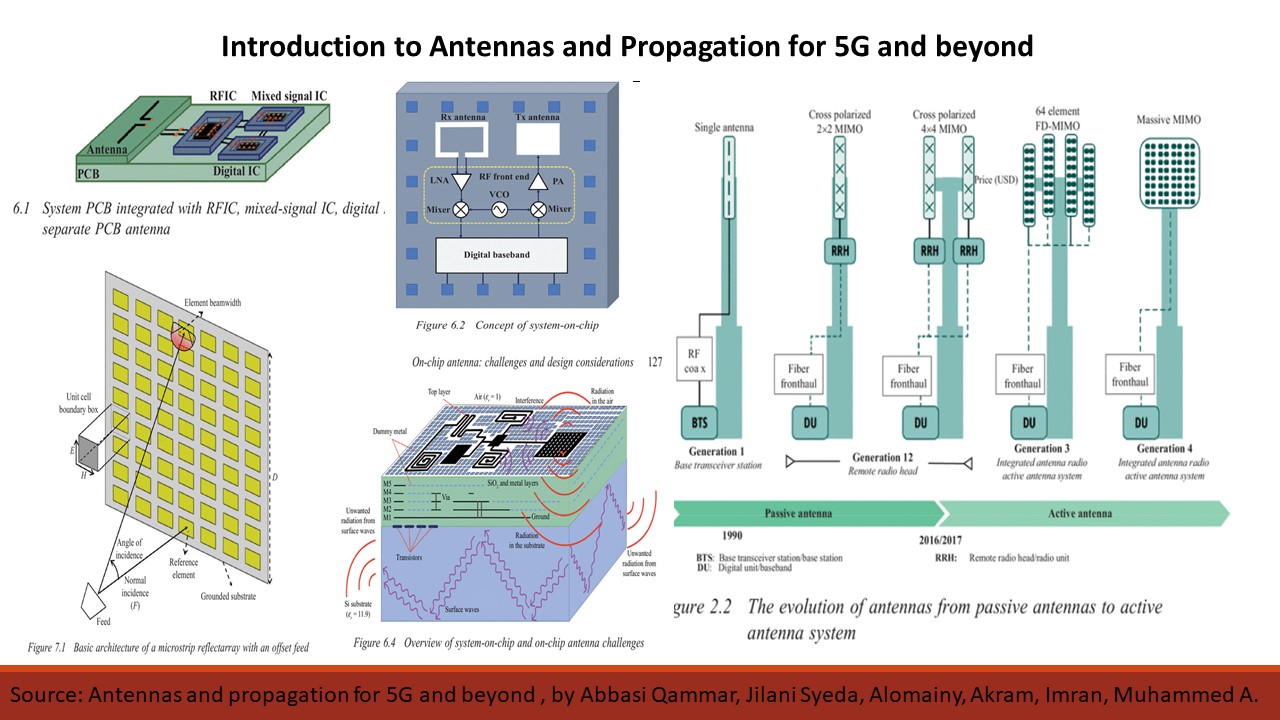 Introduction to Antennas and Propagation for 5G and beyond
RFIC
Mixed signal IC
Antenna
PCB
Digital IC
6.1 System PCB integrated with RFIC, mixed-signal IC, digital
separate PCB antenna
Rx antenna
Tx antenna
RF front end
LNA
PA
VCO
Mixer
Mixer
Digital baseband
Figure 6.2 Concept of system-on-chip
On-chip antenna: challenges and design considerations 127
Element beamwidth
Unit cell
boundary box
E
H
D
Angle of
incidence
Normal
incidence
(F)
Reference
element
Grounded substrate
Feed
Figure 7.1 Basic architecture of a microstrip reflectarray with an offset feed
Top layer
Air (εr = 1)
Interference
Radiation
in the air
Dummy metal
M5
M4
M3
M2
M1
SiO2 and metal layers
Via
Ground
Unwanted
radiation from
surface waves
Transistors
Radiation
in the substrate
Unwanted
radiation from
surface waves
Si substrate
(εr = 11.9)
Surface waves
Figure 6.4 Overview of system-on-chip and on-chip antenna challenges
Single antenna
Cross polarized
2×2 MIMO
Cross polarized
4×4 MIMO
64 element
FD-MIMO
Massive MIMO
Price (USD)
RRH
RRH
RRH
RF
coa x
Fiber
fronthaul
Fiber
fronthaul
Fiber
fronthaul
Fiber
fronthaul
BTS
DU
DU
DU
DU
Generation 1
Base transceiver station
Generation 12
Remote radio head
Generation 3
Integrated antenna radio
active antenna system
Generation 4
Integrated antenna radio
active antenna system
Passive antenna
Active antenna
1990
2016/2017
BTS: Base transceiver station/base station
DU: Digital unit/baseband
RRH: Remote radio head/radio unit
gure 2.2 The evolution of antennas from passive antennas to active
antenna system
Source: Antennas and propagation for 5G and beyond , by Abbasi Qammar, Jilani Syeda, Alomainy, Akram, Imran, Muhammed A.